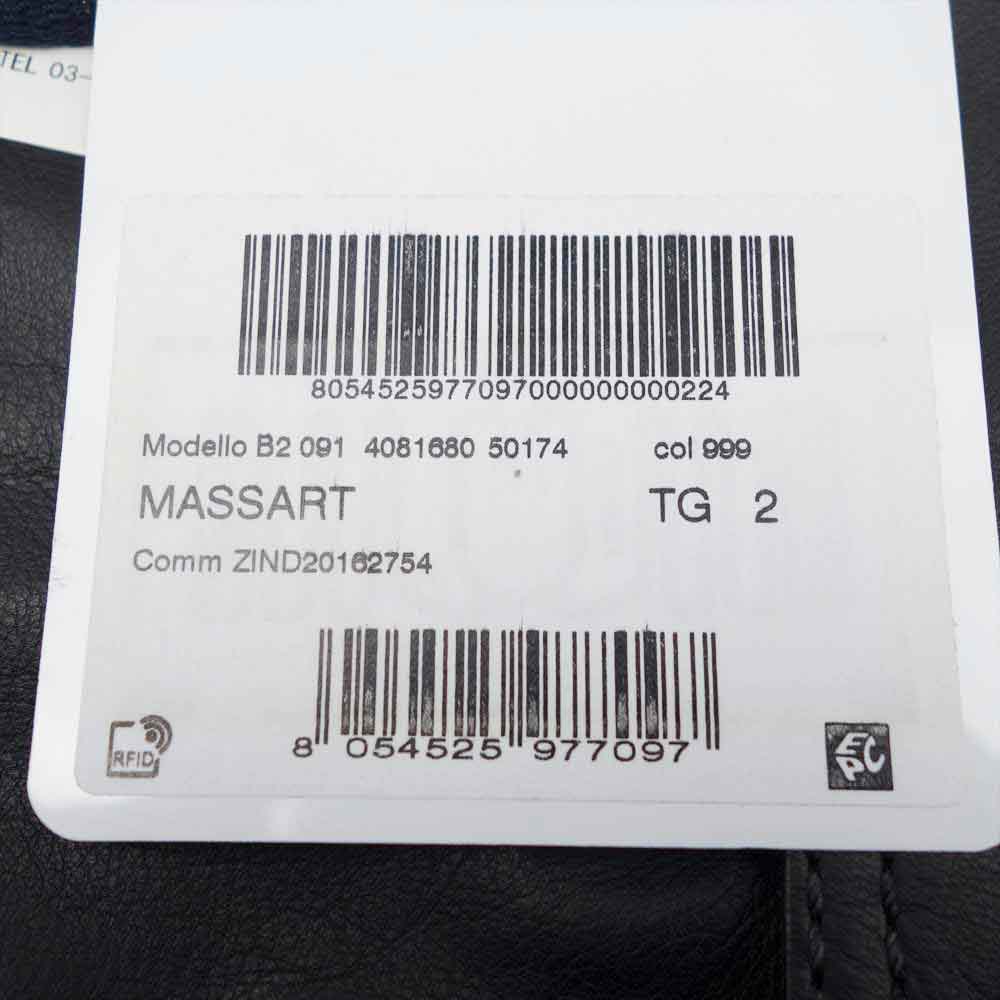 TEL 03-
8054525977097000000000224
Modello B2 091 4081680 50174 col 999
MASSART TG 2
Comm ZIND20162754
8 054525 977097
RFID
EPC